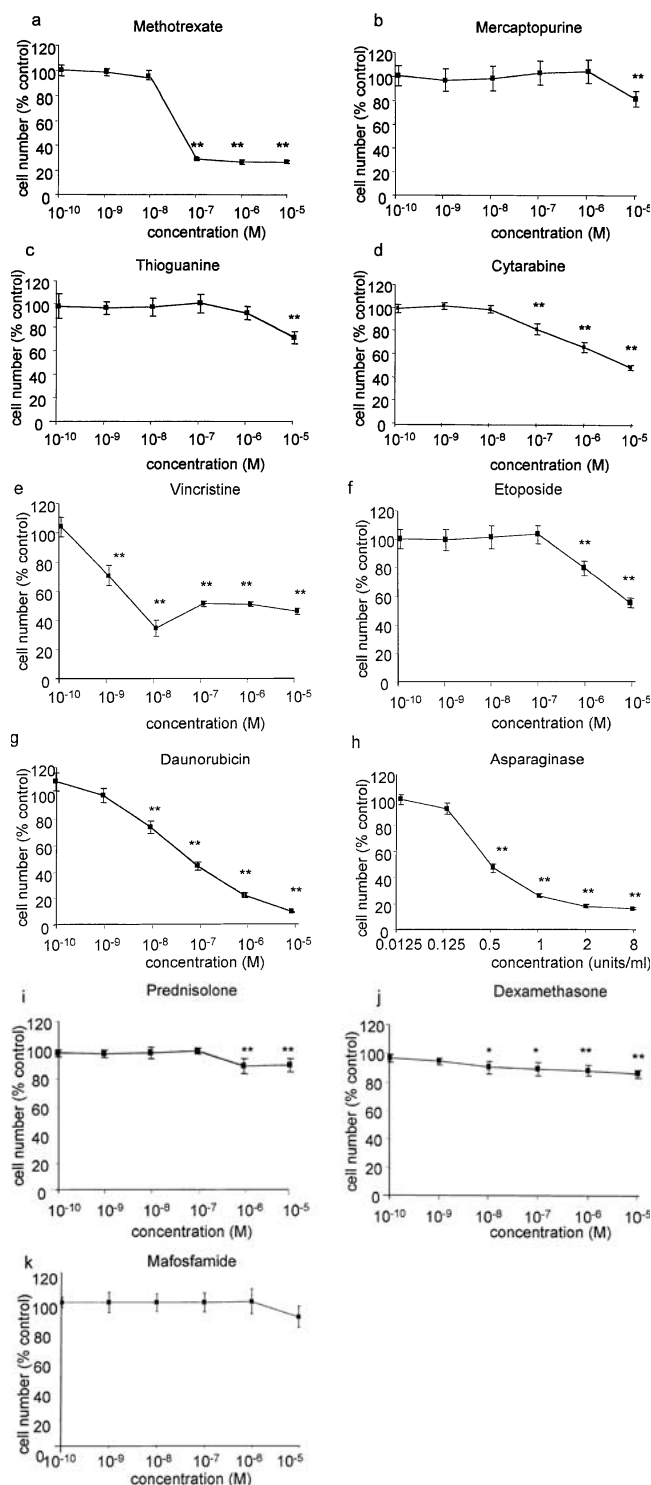 a
Methotrexate
cell number (% control)
120
100
80
60
40
20
0
** ** **
10-10 10-9 10-8 10-7 10-6 10-5
concentration (M)
b
Mercaptopurine
cell number (% control)
120
100
80
60
40
20
0
**
10-10 10-9 10-8 10-7 10-6 10-5
concentration (M)
c
Thioguanine
cell number (% control)
120
100
80
60
40
20
0
**
10-10 10-9 10-8 10-7 10-6 10-5
concentration (M)
d
Cytarabine
cell number (% control)
120
100
80
60
40
20
0
** ** **
10-10 10-9 10-8 10-7 10-6 10-5
concentration (M)
e
Vincristine
cell number (% control)
120
100
80
60
40
20
0
** ** ** ** **
10-10 10-9 10-8 10-7 10-6 10-5
concentration (M)
f
Etoposide
cell number (% control)
120
100
80
60
40
20
0
** **
10-10 10-9 10-8 10-7 10-6 10-5
concentration (M)
g
Daunorubicin
cell number (% control)
120
100
80
60
40
20
0
** ** ** **
10-10 10-9 10-8 10-7 10-6 10-5
concentration (M)
h
Asparaginase
cell number (% control)
120
100
80
60
40
20
0
** ** ** **
0.0125 0.125 0.5 1 2 8
concentration (units/ml)
i
Prednisolone
cell number (% control)
120
100
80
60
40
20
0
** **
10-10 10-9 10-8 10-7 10-6 10-5
concentration (M)
j
Dexamethasone
cell number (% control)
120
100
80
60
40
20
0
* * ** **
10-10 10-9 10-8 10-7 10-6 10-5
concentration (M)
k
Mafosfamide
cell number (% control)
120
100
80
60
40
20
0
10-10 10-9 10-8 10-7 10-6 10-5
concentration (M)